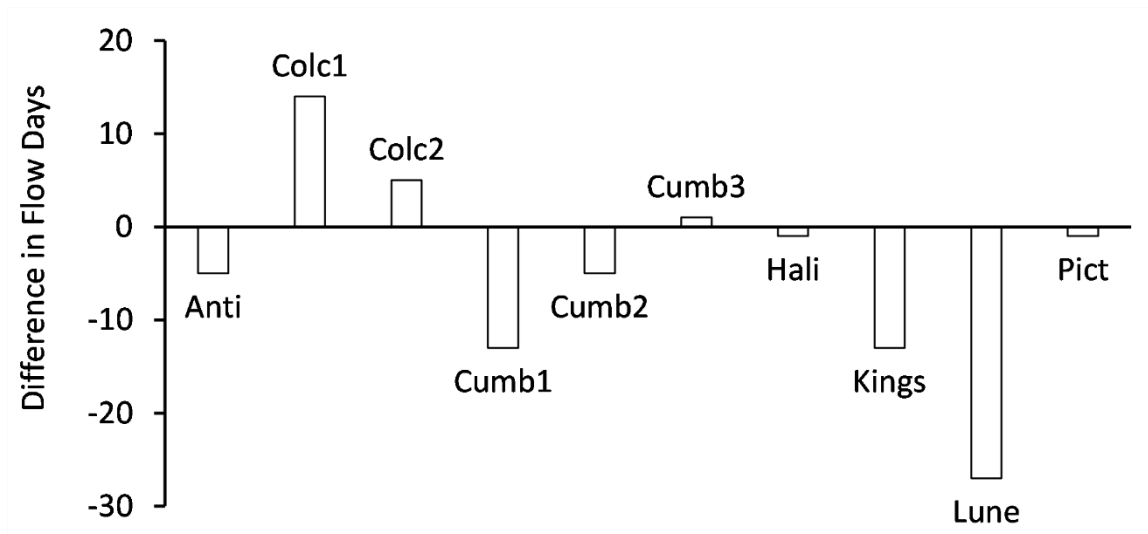 Difference in Flow Days
20
10
0
-10
-20
-30
Anti
Colc1
Colc2
Cumb1
Cumb2
Cumb3
Hali
Kings
Lune
Pict